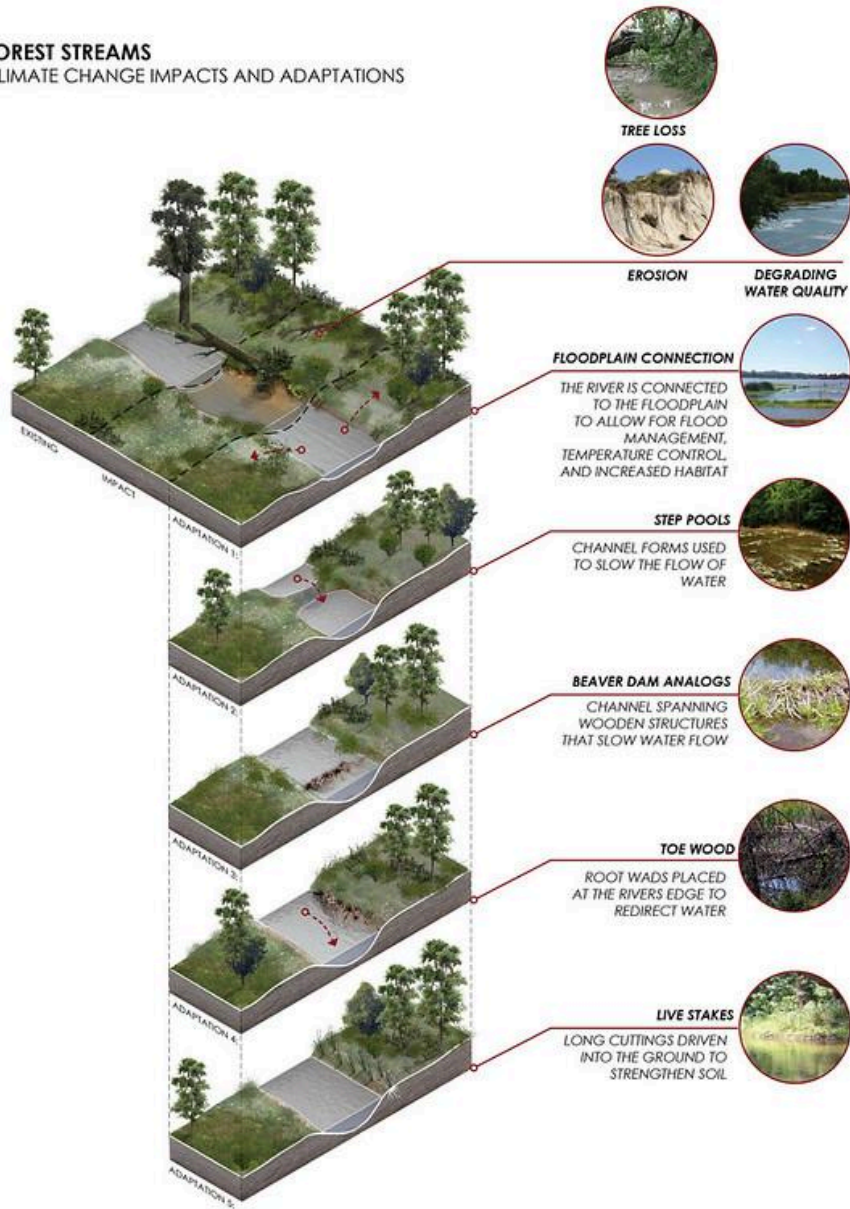 OREST STREAMS
LIMATE CHANGE IMPACTS AND ADAPTATIONS
TREE LOSS
EROSION
DEGRADING
WATER QUALITY
EXISTING
IMPACT
ADAPTATION 1:
FLOODPLAIN CONNECTION
THE RIVER IS CONNECTED
TO THE FLOODPLAIN
TO ALLOW FOR FLOOD
MANAGEMENT,
TEMPERATURE CONTROL,
AND INCREASED HABITAT
ADAPTATION 2:
STEP POOLS
CHANNEL FORMS USED
TO SLOW THE FLOW OF
WATER
ADAPTATION 3:
BEAVER DAM ANALOGS
CHANNEL SPANNING
WOODEN STRUCTURES
THAT SLOW WATER FLOW
ADAPTATION 4:
TOE WOOD
ROOT WADS PLACED
AT THE RIVERS EDGE TO
REDIRECT WATER
ADAPTATION 5:
LIVE STAKES
LONG CUTTINGS DRIVEN
INTO THE GROUND TO
STRENGTHEN SOIL